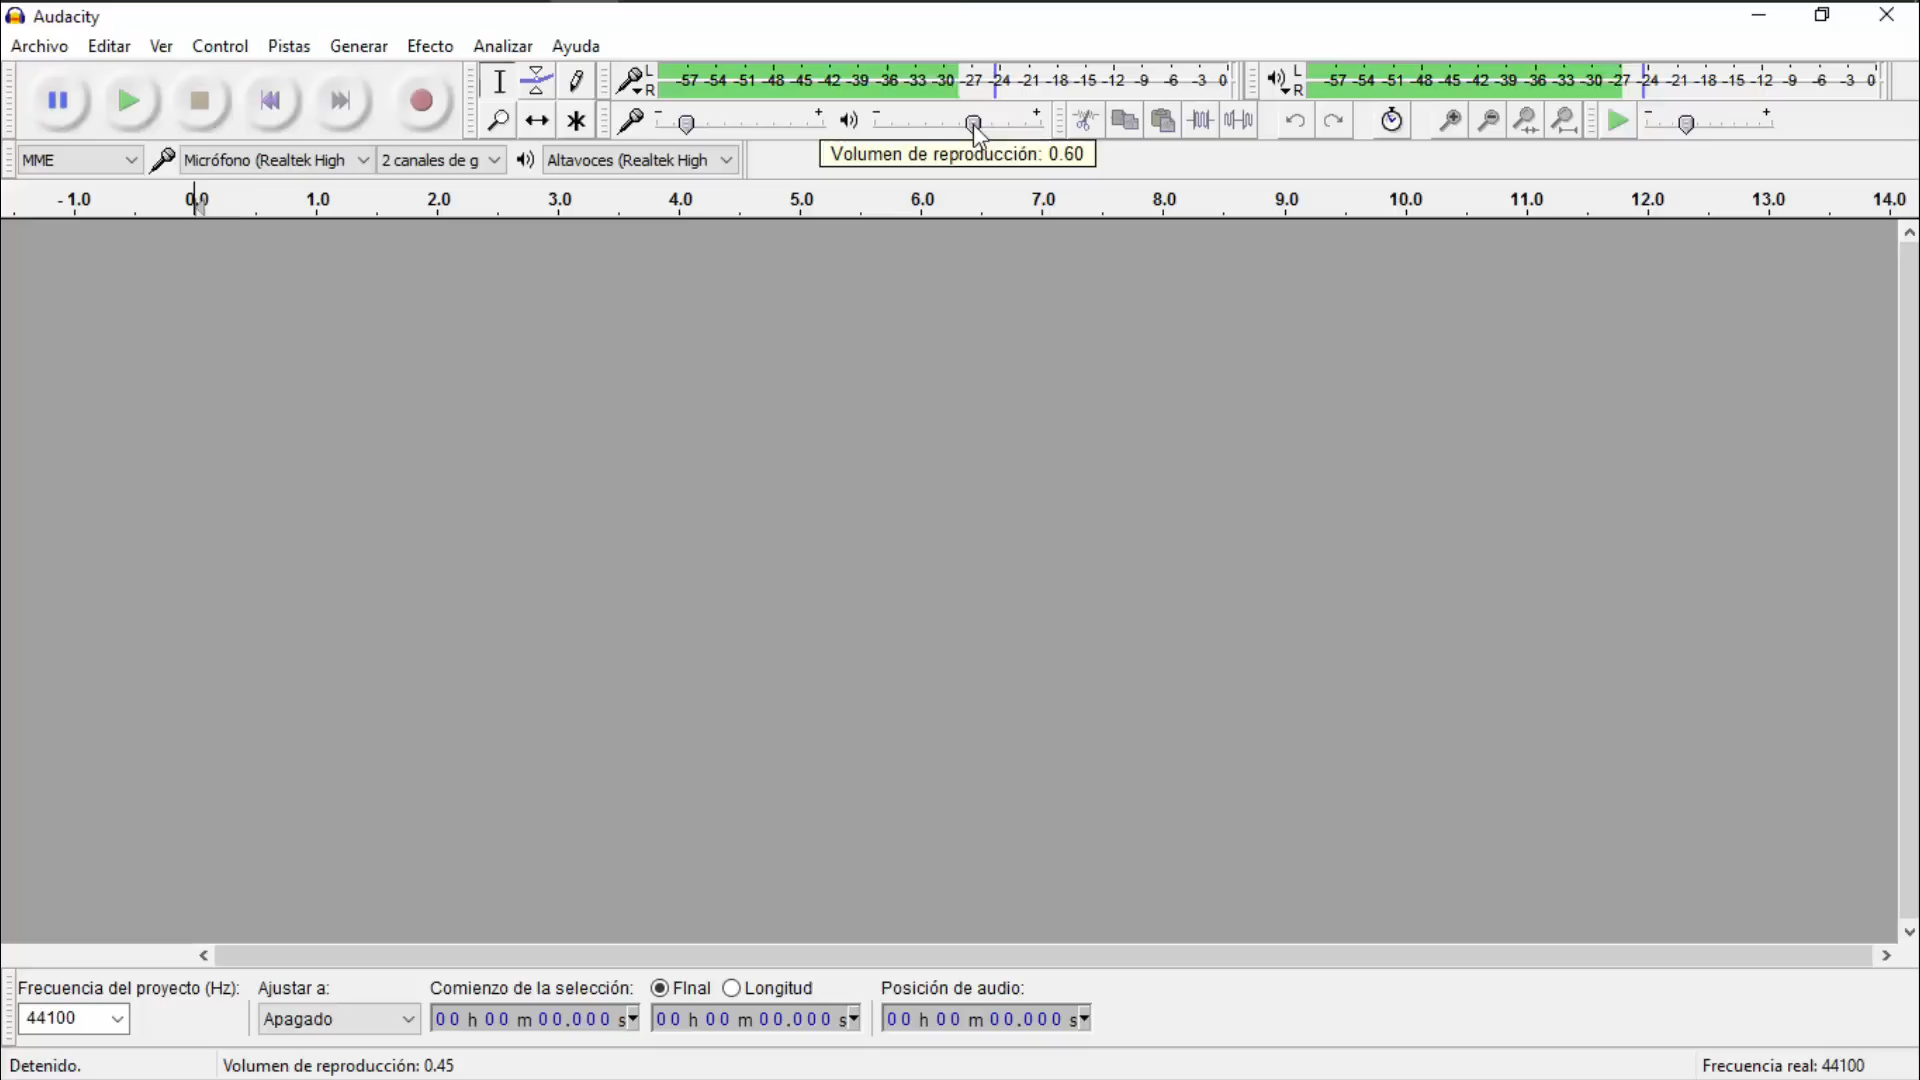 Audacity
Archivo Editar Ver Control Pistas Generar Efecto Analizar Ayuda
L R -57 -54 -51 -48 -45 -42 -39 -36 -33 -30 -27 -24 -21 -18 -15 -12 -9 -6 -3 0 L R -57 -54 -51 -48 -45 -42 -39 -36 -33 -30 -27 -24 -21 -18 -15 -12 -9 -6 -3 0
- + - + - +
MME Micrófono (Realtek High 2 canales de g Altavoces (Realtek High
Volumen de reproducción: 0.60
- 1.0 0.0 1.0 2.0 3.0 4.0 5.0 6.0 7.0 8.0 9.0 10.0 11.0 12.0 13.0 14.0
Frecuencia del proyecto (Hz): Ajustar a: Comienzo de la selección: FInal Longitud Posición de audio:
44100 Apagado 00 h 00 m 00.000 s 00 h 00 m 00.000 s 00 h 00 m 00.000 s
Detenido. Volumen de reproducción: 0.45 Frecuencia real: 44100